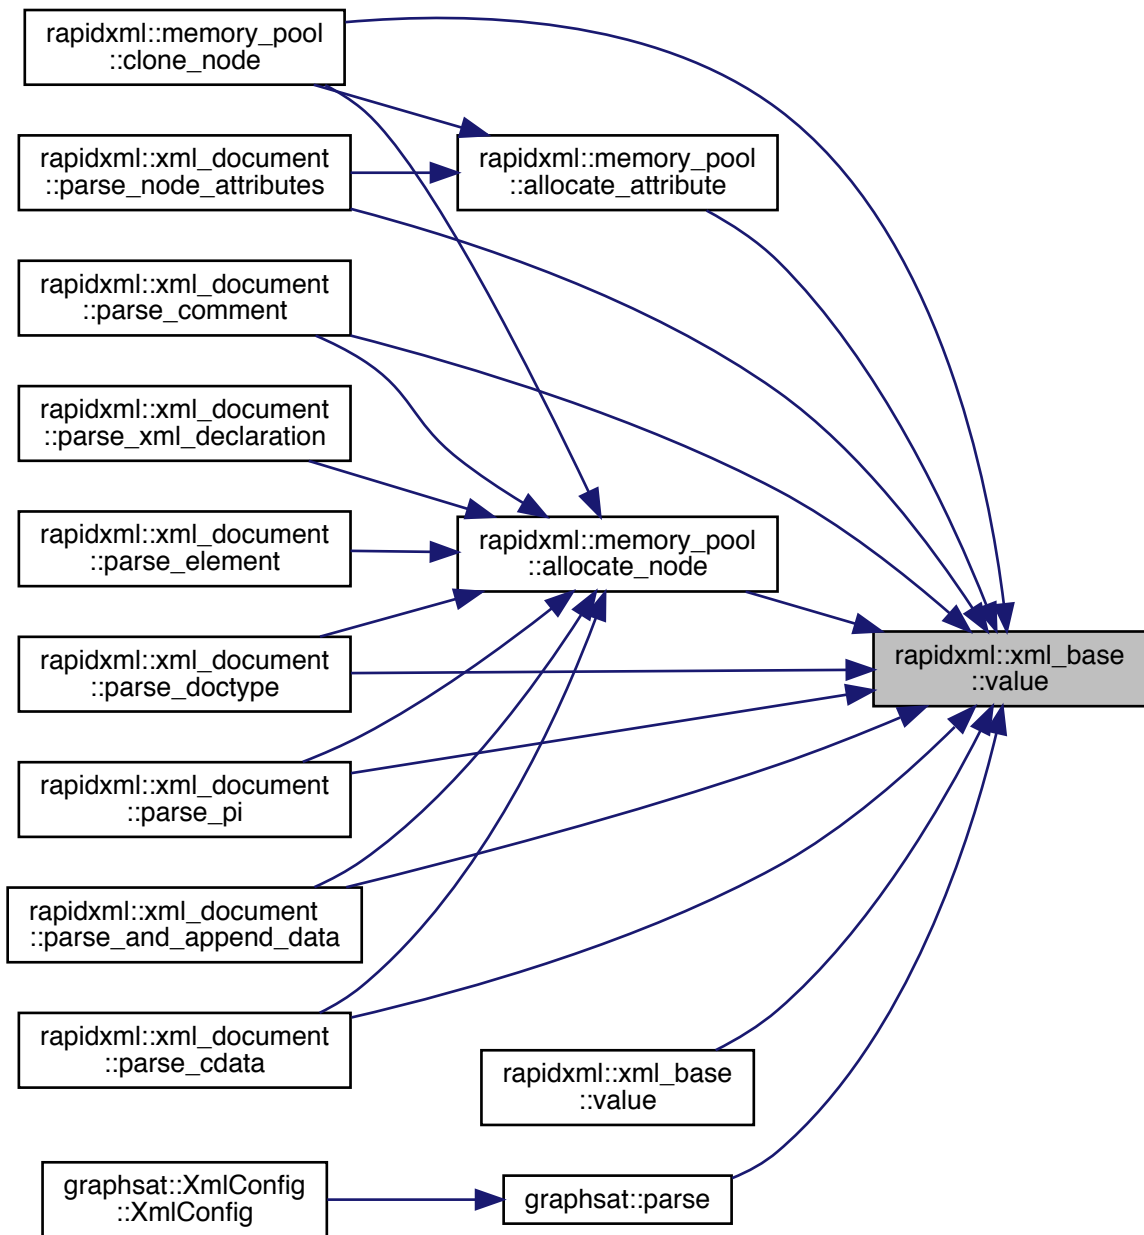 rapidxml::memory_pool
::clone_node
rapidxml::xml_document
::parse_node_attributes
rapidxml::memory_pool
::allocate_attribute
rapidxml::xml_document
::parse_comment
rapidxml::xml_document
::parse_xml_declaration
rapidxml::xml_document
::parse_element
rapidxml::memory_pool
::allocate_node
rapidxml::xml_document
::parse_doctype
rapidxml::xml_base
::value
rapidxml::xml_document
::parse_pi
rapidxml::xml_document
::parse_and_append_data
rapidxml::xml_document
::parse_cdata
rapidxml::xml_base
::value
graphsat::XmlConfig
::XmlConfig
graphsat::parse